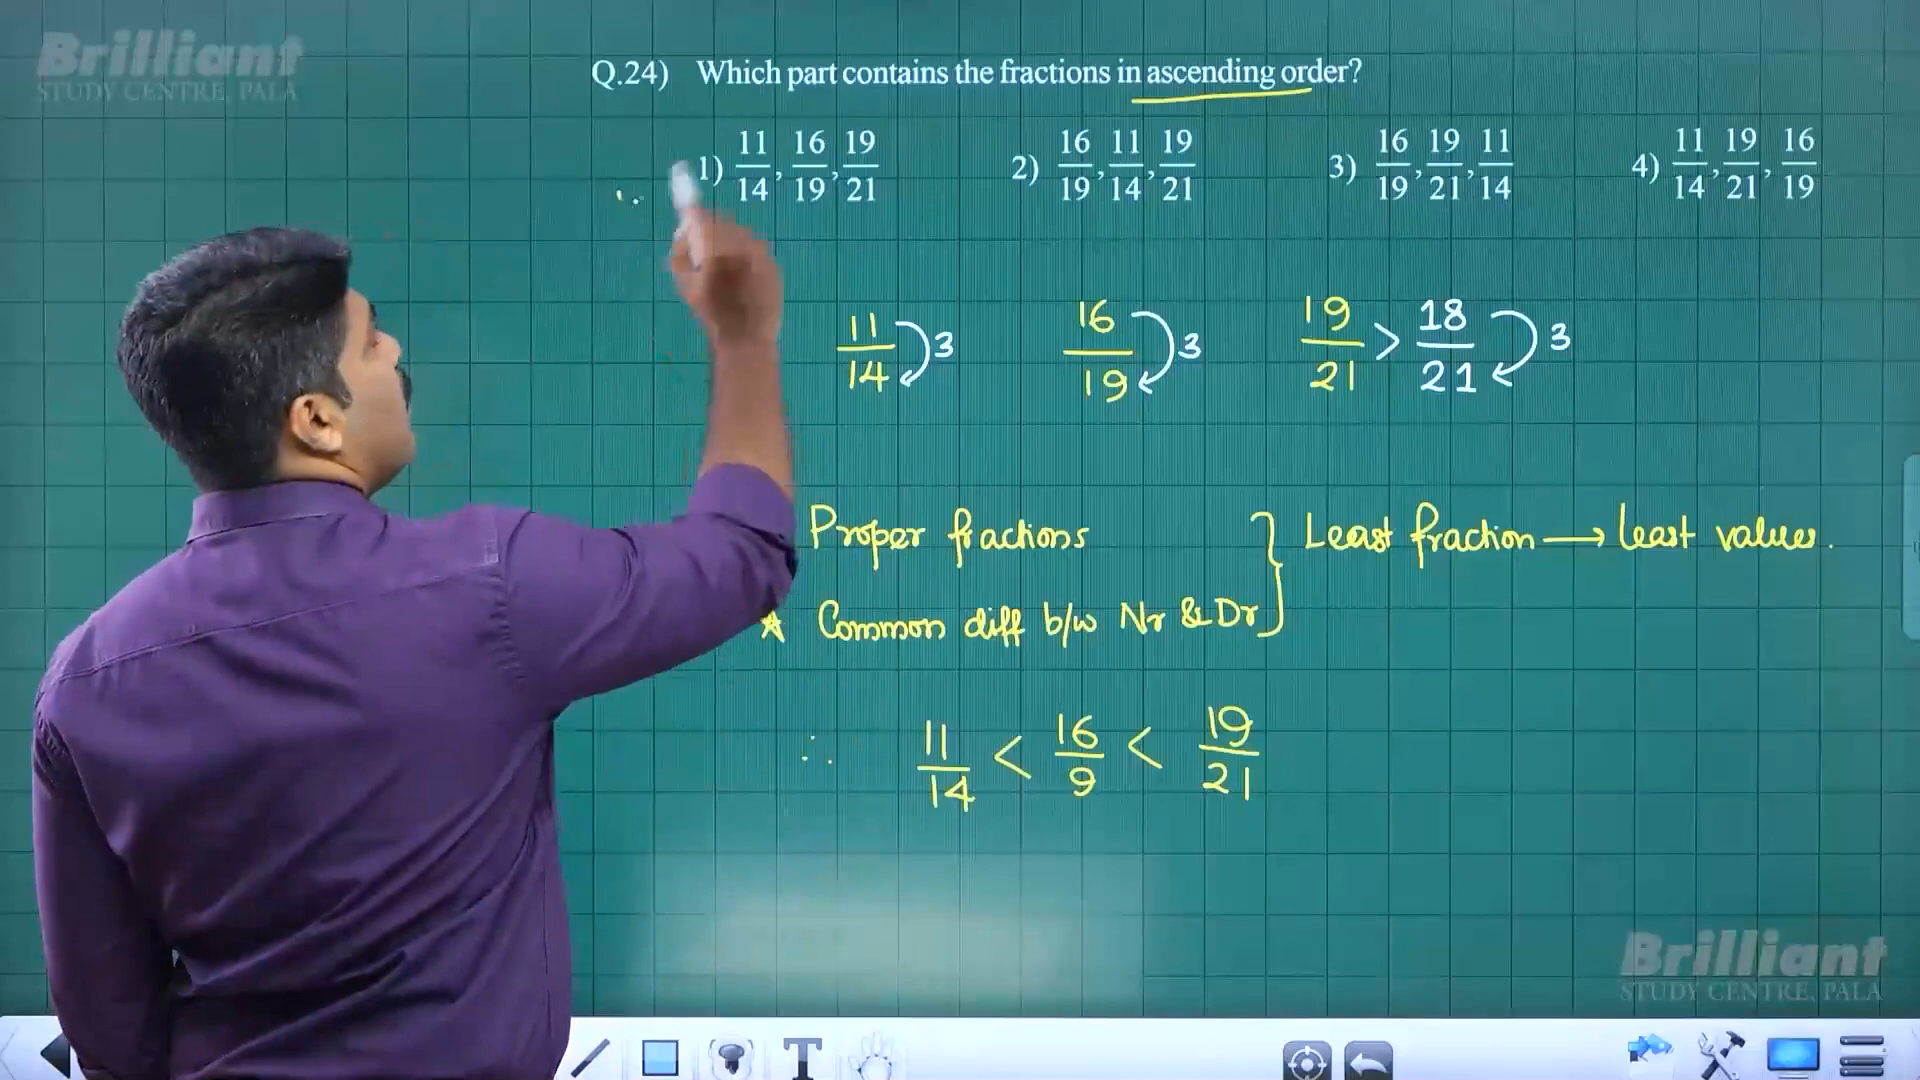 Brilliant
STUDY CENTRE, PALA
Q.24) Which part contains the fractions in ascending order?
1) 11/14, 16/19, 19/21 2) 16/19, 11/14, 19/21 3) 16/19, 19/21, 11/14 4) 11/14, 19/21, 16/19
11/14 3 16/19 3 19/21 > 18/21 3
Proper fractions } Least fraction → least values.
★ Common diff b/w Nr & Dr
∴ 11/14 < 16/9 < 19/21
Brilliant
STUDY CENTRE, PALA
T